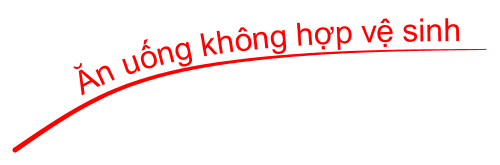 Ăn uống không hợp vệ sinh